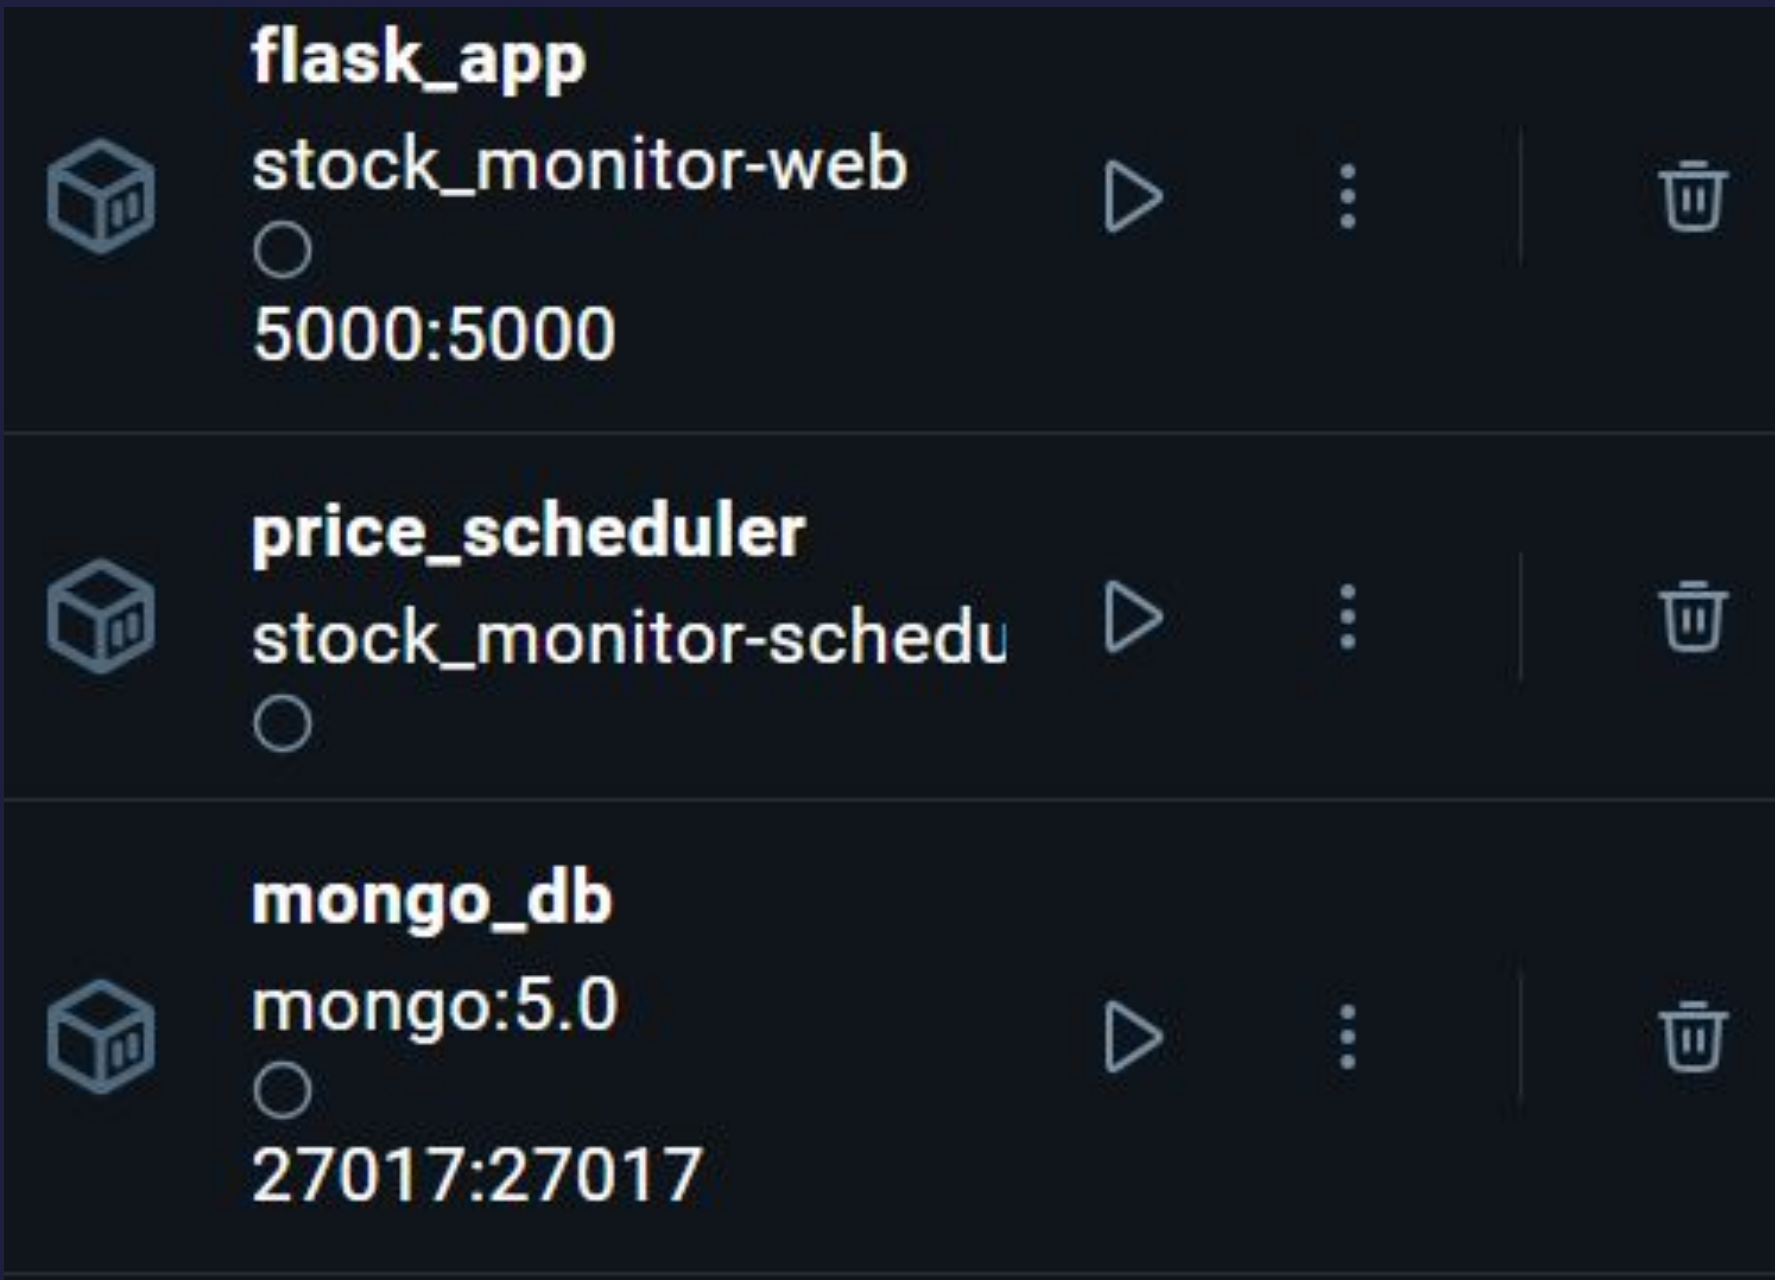 flask_app
stock_monitor-web
5000:5000
price_scheduler
stock_monitor-schedu
mongo_db
mongo:5.0
27017:27017